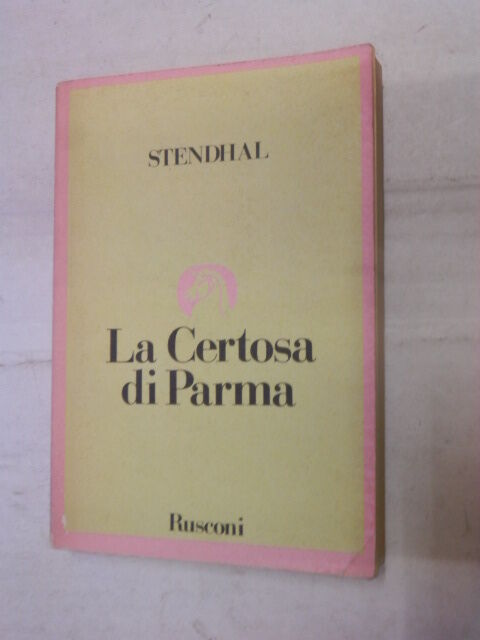 STENDHAL
La Certosa
di Parma
Rusconi